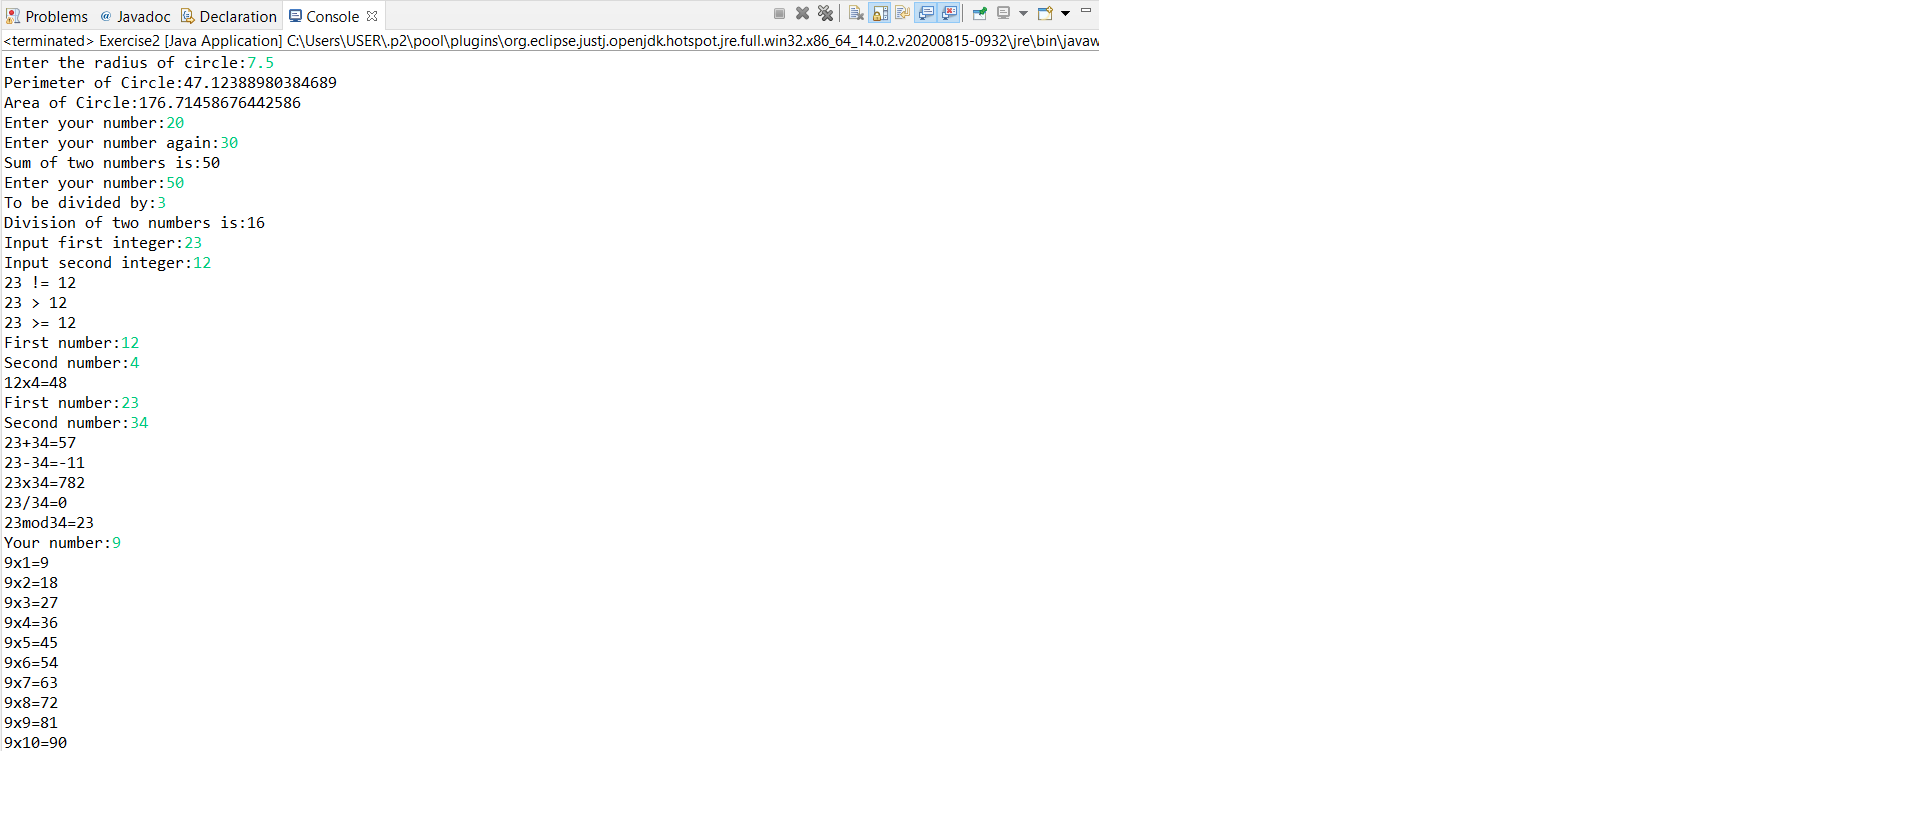 Problems @ Javadoc Declaration Console
<terminated> Exercise2 [Java Application] C:\Users\USER\.p2\pool\plugins\org.eclipse.justj.openjdk.hotspot.jre.full.win32.x86_64_14.0.2.v20200815-0932\jre\bin\javaw
Enter the radius of circle:7.5
Perimeter of Circle:47.12388980384689
Area of Circle:176.71458676442586
Enter your number:20
Enter your number again:30
Sum of two numbers is:50
Enter your number:50
To be divided by:3
Division of two numbers is:16
Input first integer:23
Input second integer:12
23 != 12
23 > 12
23 >= 12
First number:12
Second number:4
12x4=48
First number:23
Second number:34
23+34=57
23-34=-11
23x34=782
23/34=0
23mod34=23
Your number:9
9x1=9
9x2=18
9x3=27
9x4=36
9x5=45
9x6=54
9x7=63
9x8=72
9x9=81
9x10=90